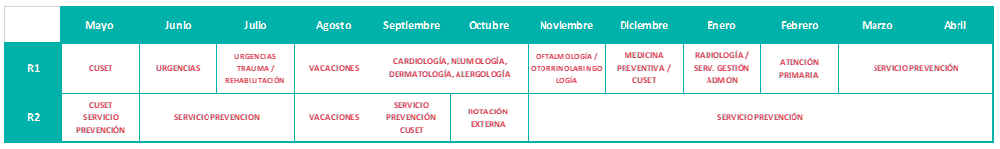 Mayo Junio Julio Agosto Septiembre Octubre Noviembre Diciembre Enero Febrero Marzo Abril
R1
CUSET
URGENCIAS
URGENCIAS
TRAUMA /
REHABILITACIÓN
VACACIONES
CARDIOLOGÍA, NEUMOLOGÍA,
DERMATOLOGÍA, ALERGOLOGÍA
OFTALMOLOGÍA /
OTORRINOLARINGO
LOGÍA
MEDICINA
PREVENTIVA /
CUSET
RADIOLOGÍA /
SERV. GESTIÓN
ADMON
ATENCIÓN
PRIMARIA
SERVICIO PREVENCIÓN
R2
CUSET
SERVICIO
PREVENCIÓN
SERVICIO PREVENCION
VACACIONES
SERVICIO
PREVENCIÓN
CUSET
ROTACIÓN
EXTERNA
SERVICIO PREVENCIÓN